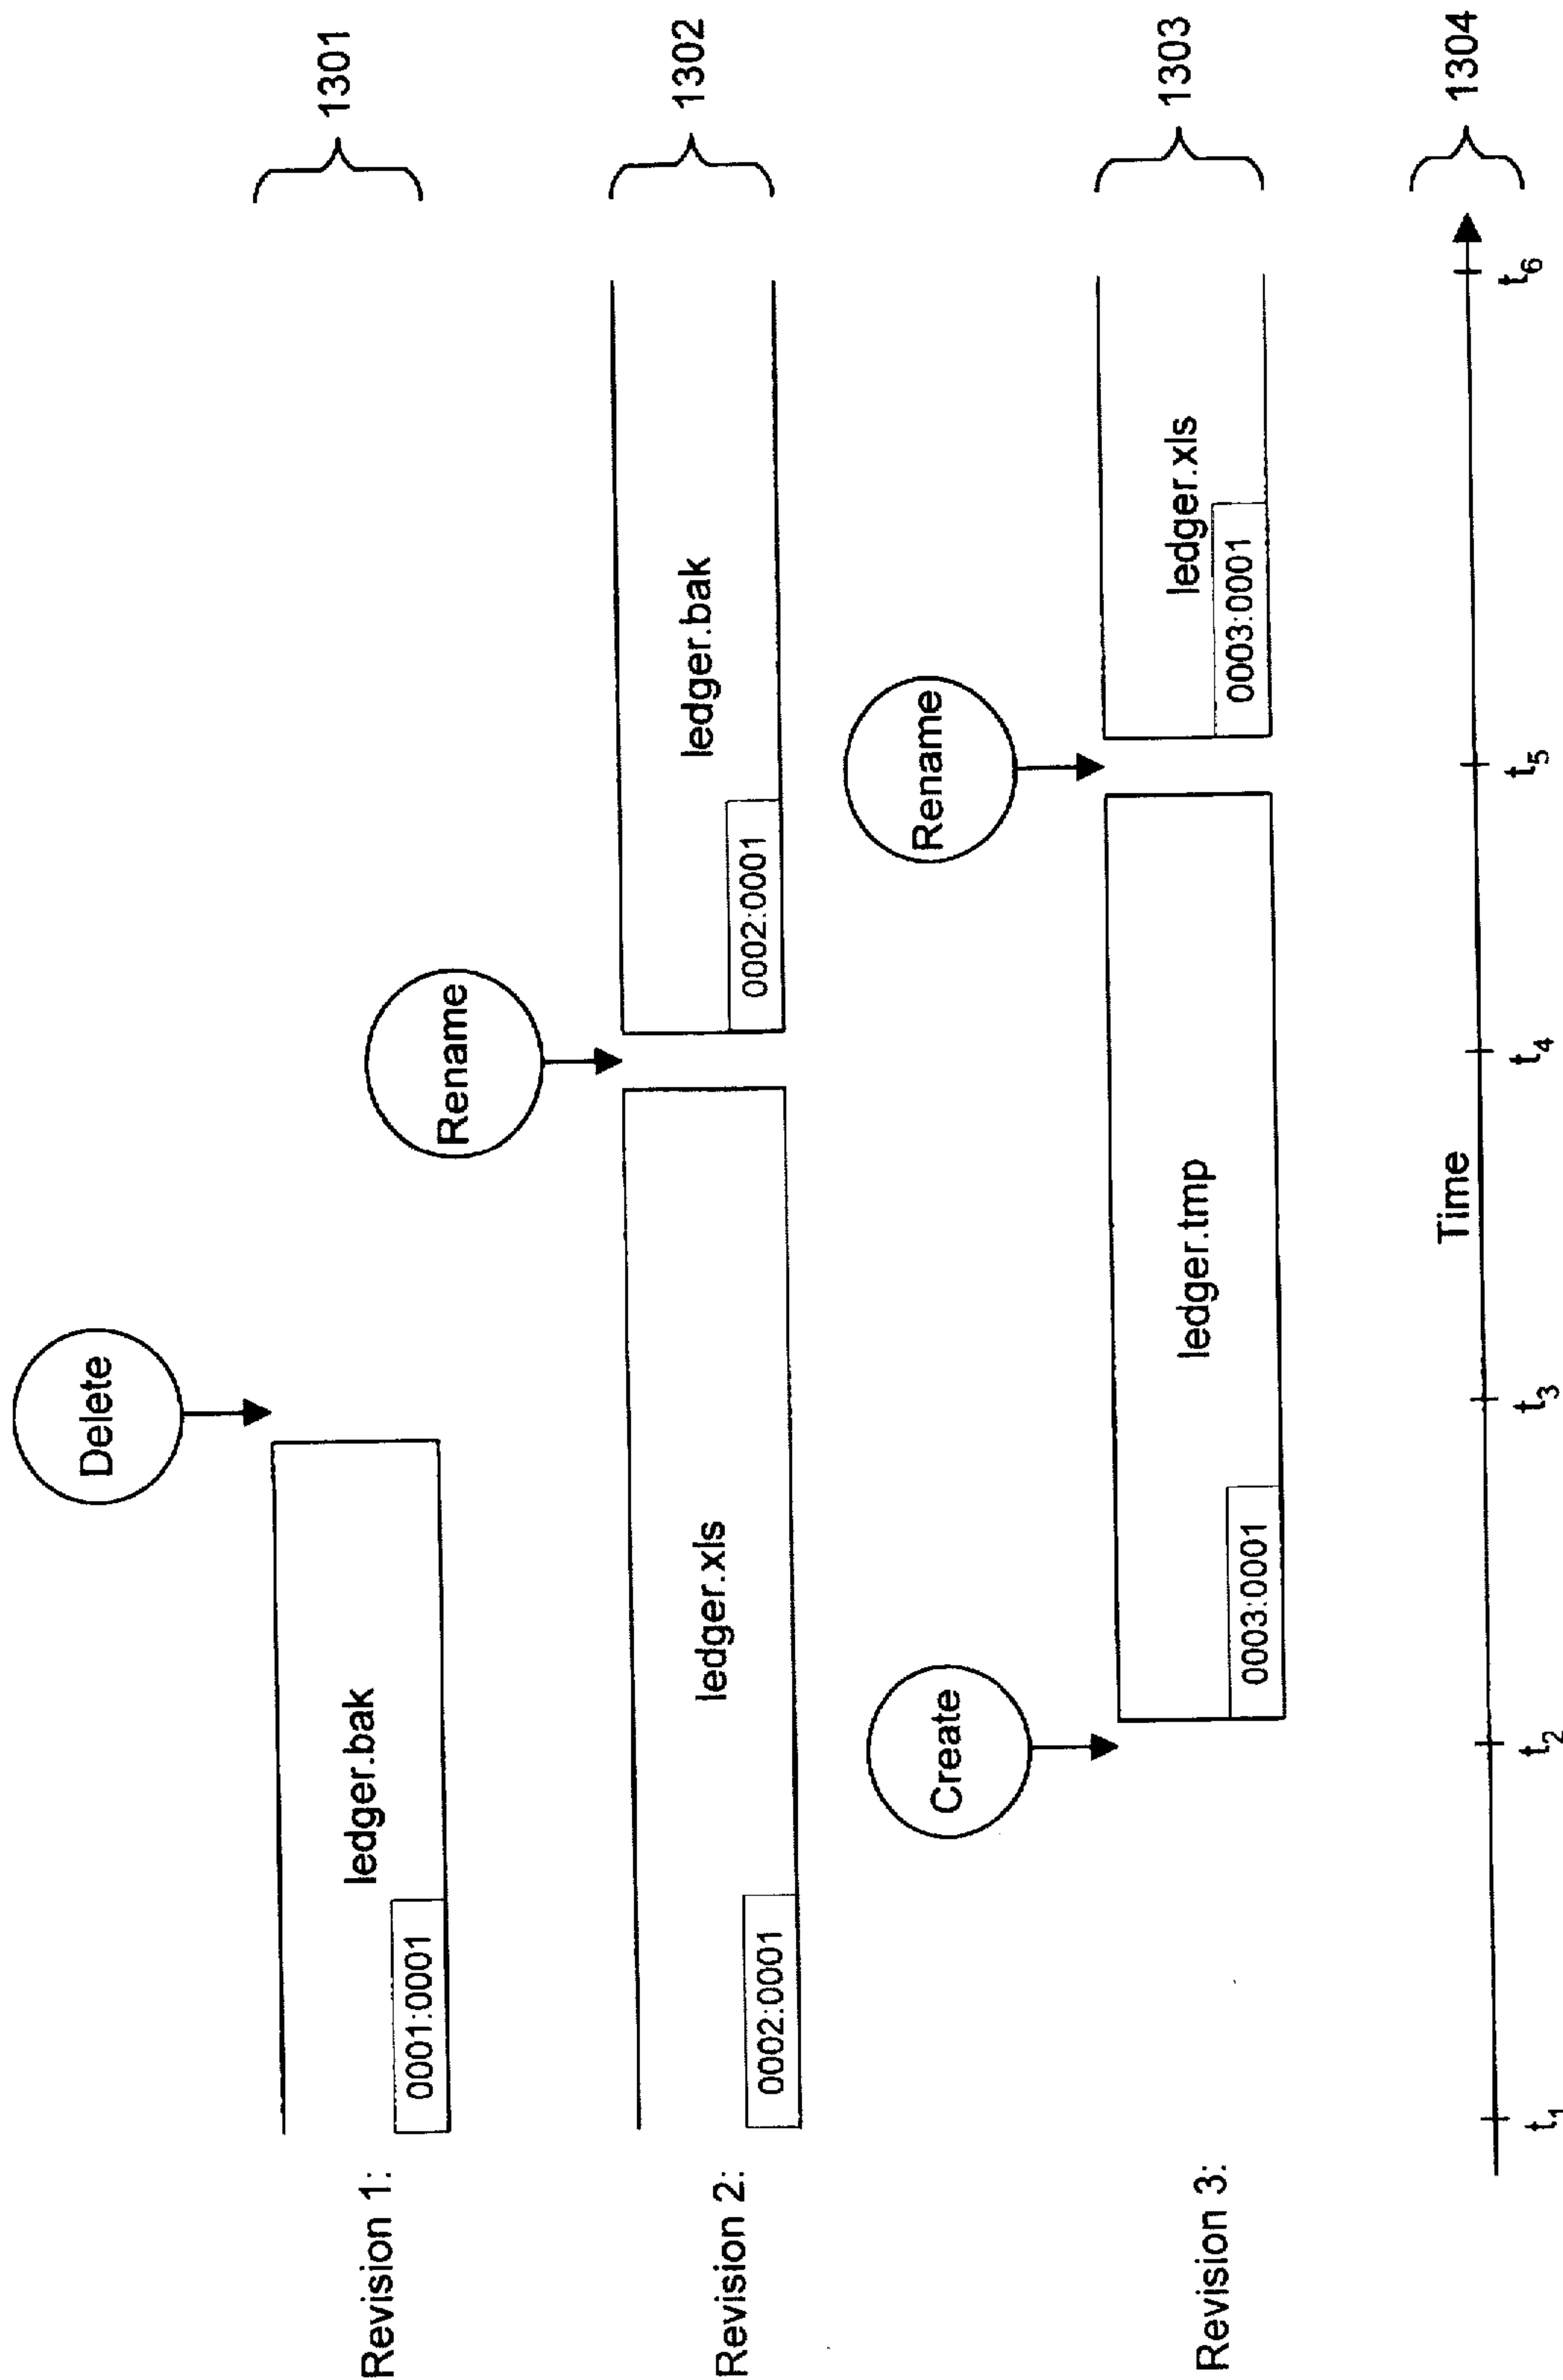 Delete
Revision 1:
ledger.bak
0001:0001
1301
Rename
Revision 2:
ledger.xls
0002:0001
ledger.bak
0002:0001
1302
Create
Rename
Revision 3:
ledger.tmp
0003:0001
ledger.xls
0003:0001
1303
Time
1304
t1 t2 t3 t4 t5 t6